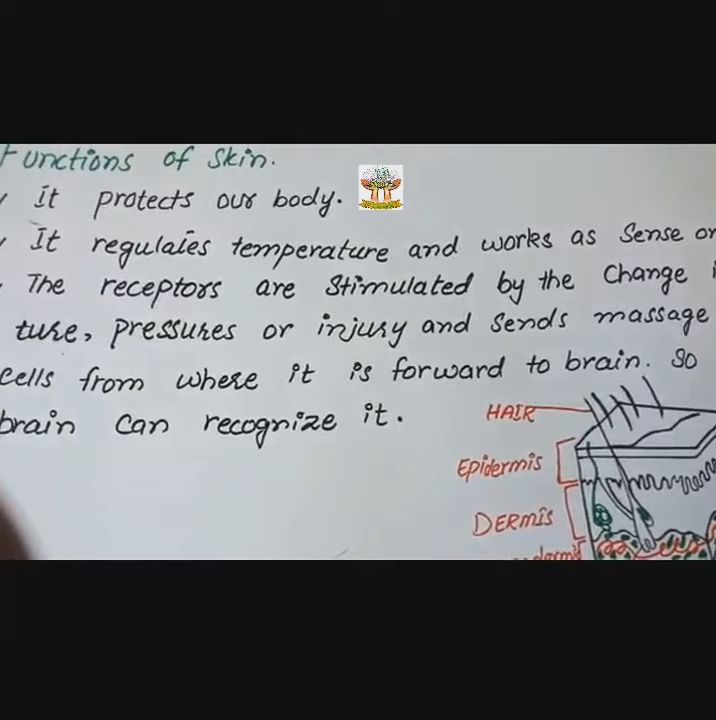 Functions of Skin.
It protects our body.
It regulates temperature and works as Sense or
The receptors are Stimulated by the Change i
ture, pressures or injury and Sends massage
cells from where it is forward to brain. So
brain can recognize it.
HAIR
Epidermis
DERMIS